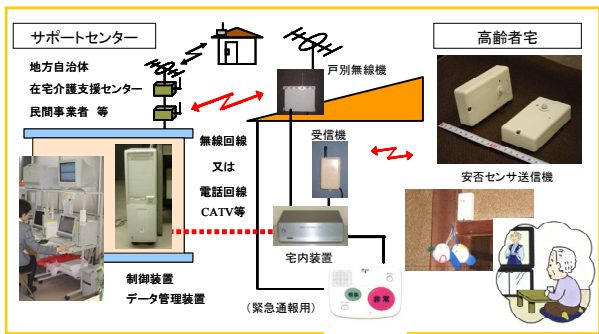 サポートセンター
高齢者宅
地方自治体
在宅介護支援センター
民間事業者 等
戸別無線機
無線回線
又は
電話回線
CATV等
受信機
安否センサ送信機
宅内装置
制御装置
データ管理装置
(緊急通報用)
非常